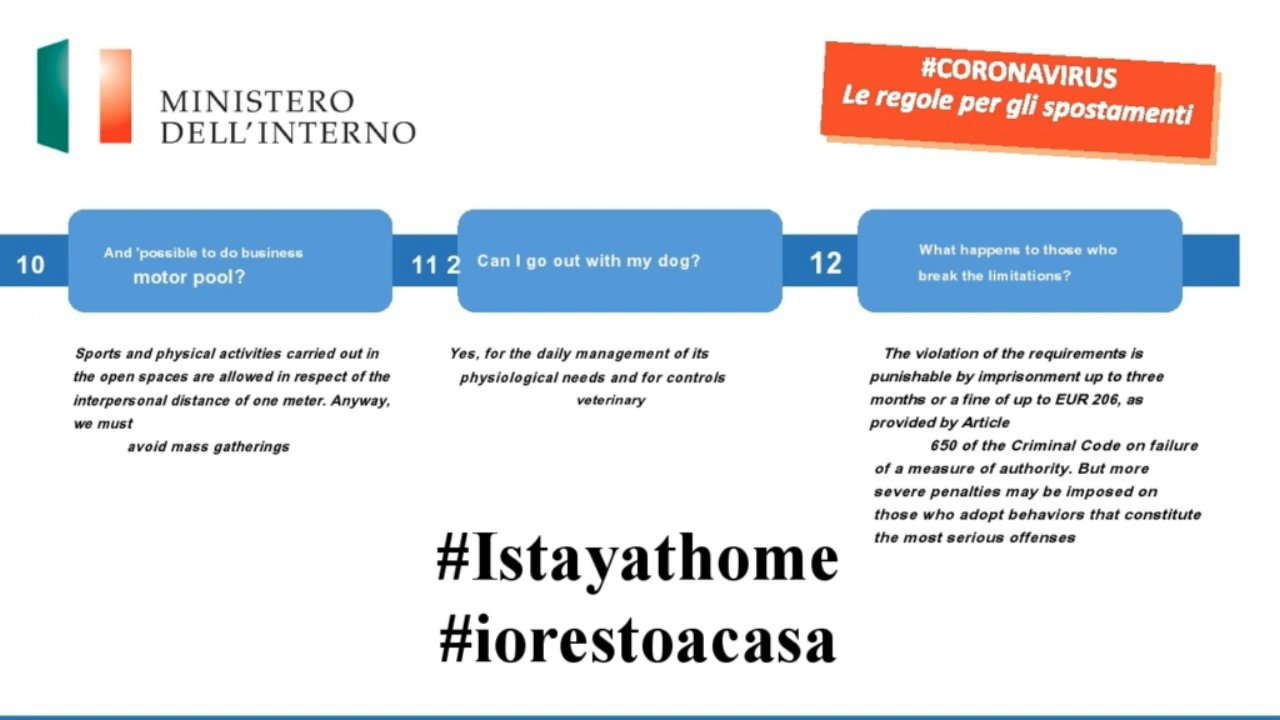 MINISTERO
DELL'INTERNO
#CORONAVIRUS
Le regole per gli spostamenti
10
And 'possible to do business
motor pool?
11 2
Can I go out with my dog?
12
What happens to those who
break the limitations?
Sports and physical activities carried out in
the open spaces are allowed in respect of the
interpersonal distance of one meter. Anyway,
we must
avoid mass gatherings
Yes, for the daily management of its
physiological needs and for controls
veterinary
The violation of the requirements is
punishable by imprisonment up to three
months or a fine of up to EUR 206, as
provided by Article
650 of the Criminal Code on failure
of a measure of authority. But more
severe penalties may be imposed on
those who adopt behaviors that constitute
the most serious offenses
#Istayathome
#iorestoacasa